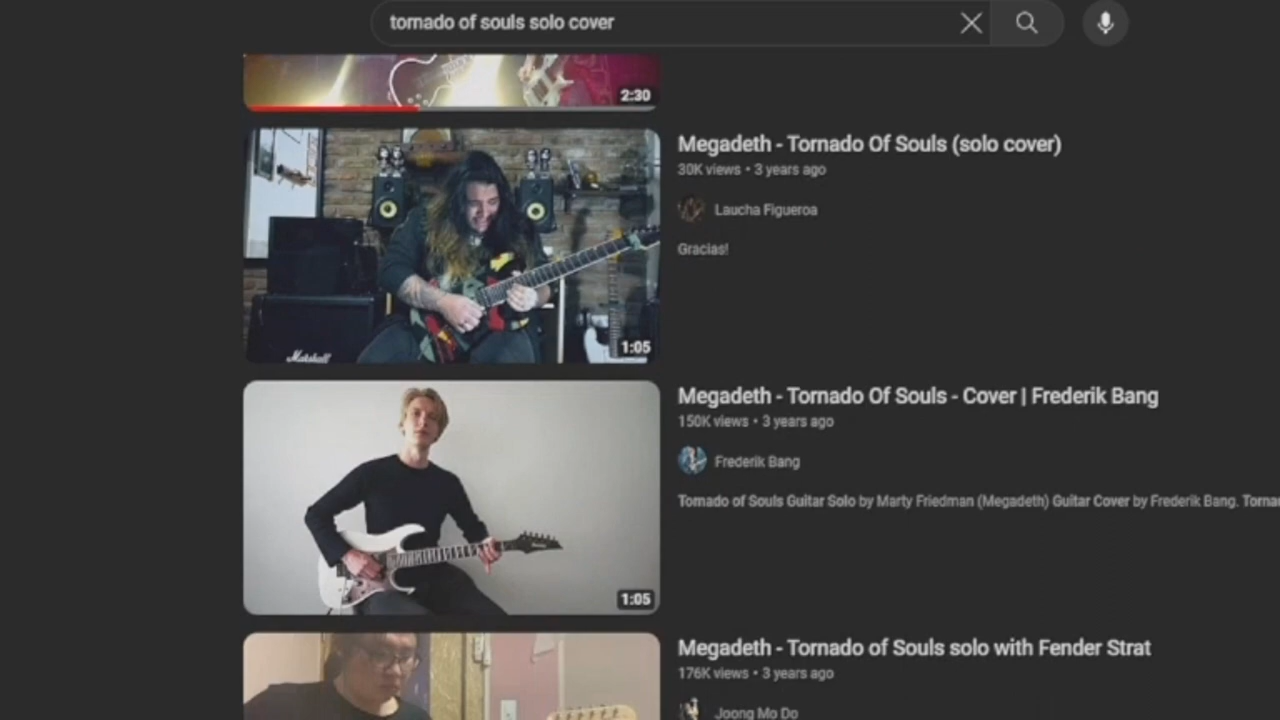 tornado of souls solo cover
2:30
Megadeth - Tornado Of Souls (solo cover)
30K views • 3 years ago
Laucha Figueroa
Gracias!
Marshall
1:05
Megadeth - Tornado Of Souls - Cover | Frederik Bang
150K views • 3 years ago
Frederik Bang
Tornado of Souls Guitar Solo by Marty Friedman (Megadeth) Guitar Cover by Frederik Bang. Torna
1:05
Megadeth - Tornado of Souls solo with Fender Strat
176K views • 3 years ago
Joong Mo Do